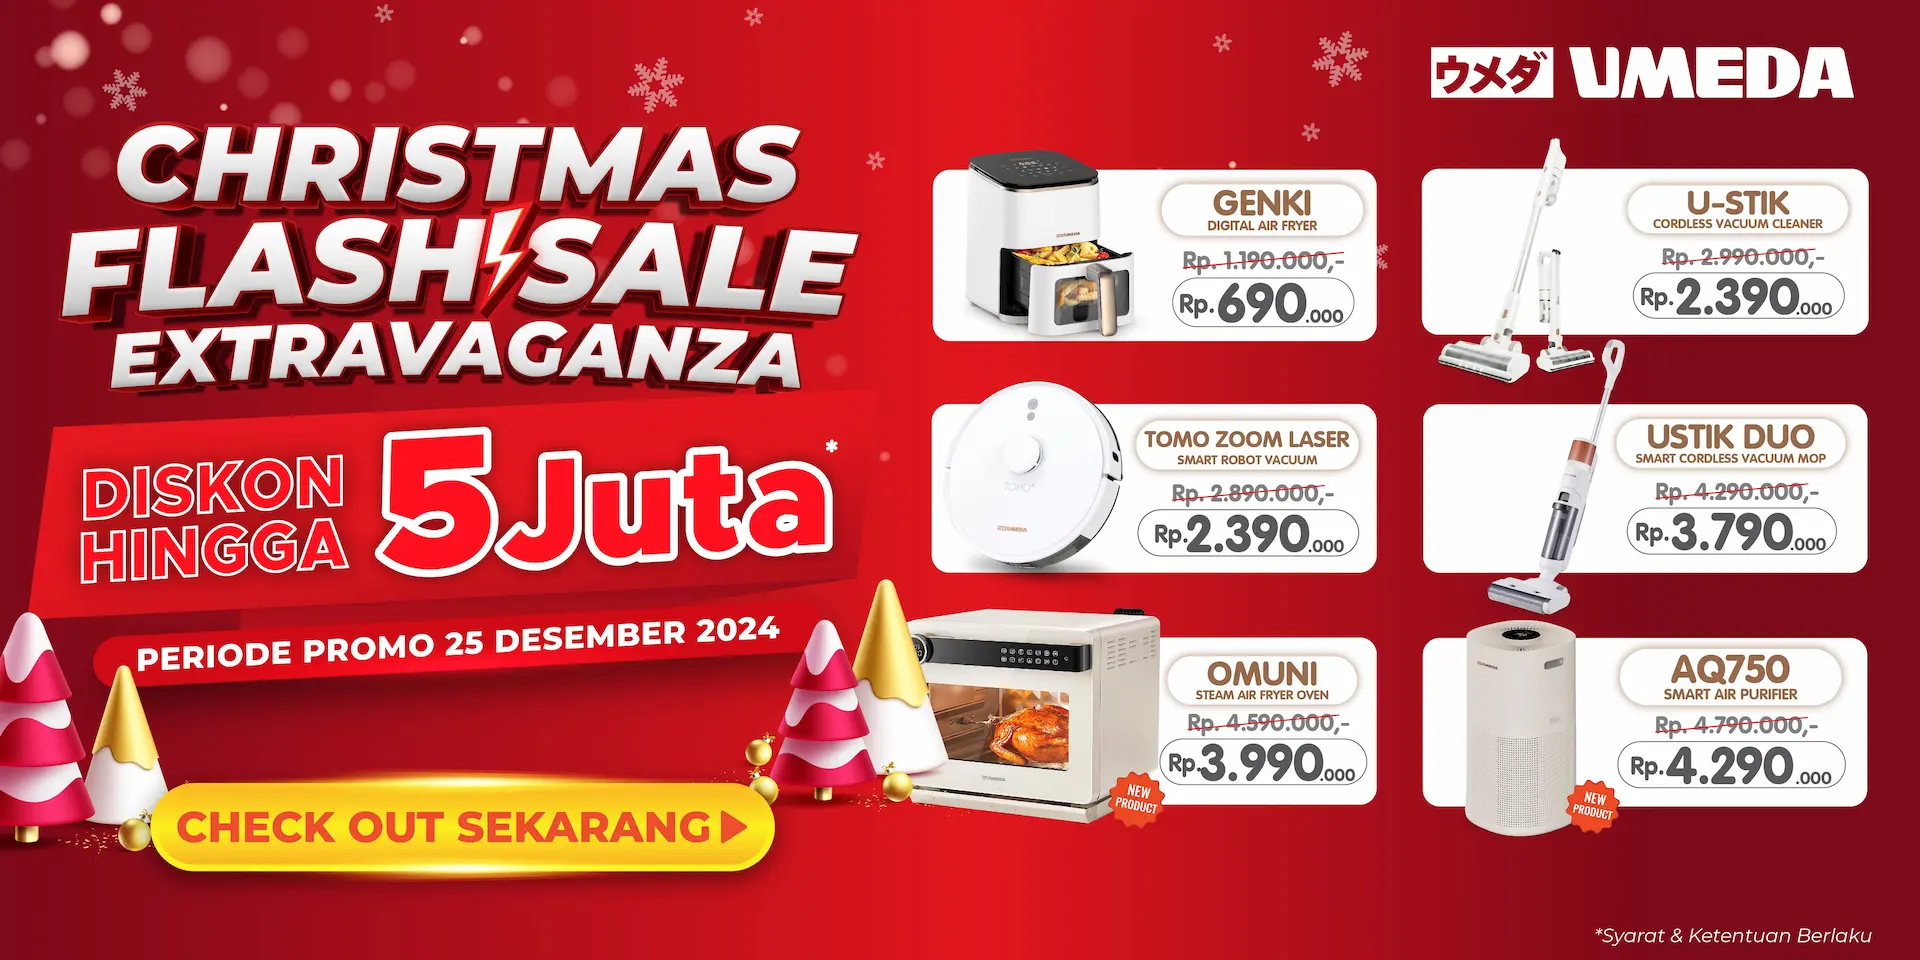 CHRISTMAS
FLASH SALE
EXTRAVAGANZA
DISKON
HINGGA
5 Juta*
PERIODE PROMO 25 DESEMBER 2024
CHECK OUT SEKARANG
ウメダ UMEDA
GENKI
DIGITAL AIR FRYER
Rp. 1.190.000,-
Rp.690.000
UMEDA
U-STIK
CORDLESS VACUUM CLEANER
Rp. 2.990.000,-
Rp.2.390.000
TOMO ZOOM LASER
SMART ROBOT VACUUM
Rp. 2.890.000,-
Rp.2.390.000
TOMO
UMEDA
USTIK DUO
SMART CORDLESS VACUUM MOP
Rp. 4.290.000,-
Rp.3.790.000
OMUNI
STEAM AIR FRYER OVEN
Rp. 4.590.000,-
Rp.3.990.000
NEW
PRODUCT
AQ750
SMART AIR PURIFIER
Rp. 4.790.000,-
Rp.4.290.000
NEW
PRODUCT
*Syarat & Ketentuan Berlaku